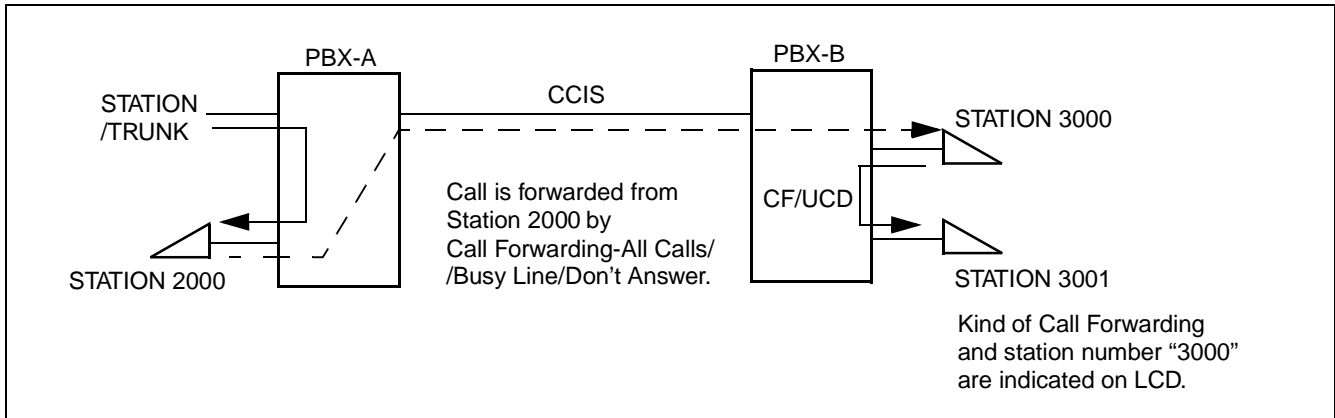 PBX-A
PBX-B
STATION
/TRUNK
CCIS
STATION 3000
Call is forwarded from
Station 2000 by
Call Forwarding-All Calls/
/Busy Line/Don't Answer.
CF/UCD
STATION 2000
STATION 3001
Kind of Call Forwarding
and station number “3000”
are indicated on LCD.